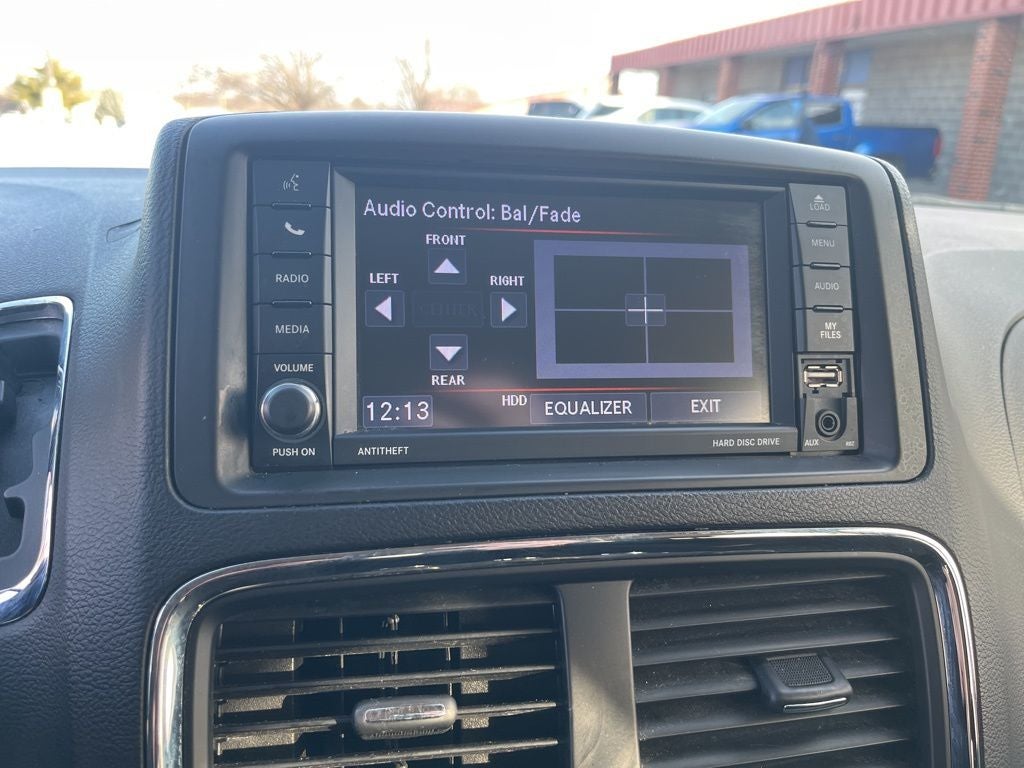 Audio Control: Bal/Fade
FRONT
LEFT
RIGHT
CENTER
REAR
12:13
HDD
EQUALIZER
EXIT
RADIO
MEDIA
VOLUME
PUSH ON
ANTITHEFT
HARD DISC DRIVE
LOAD
MENU
AUDIO
MY
FILES
AUX